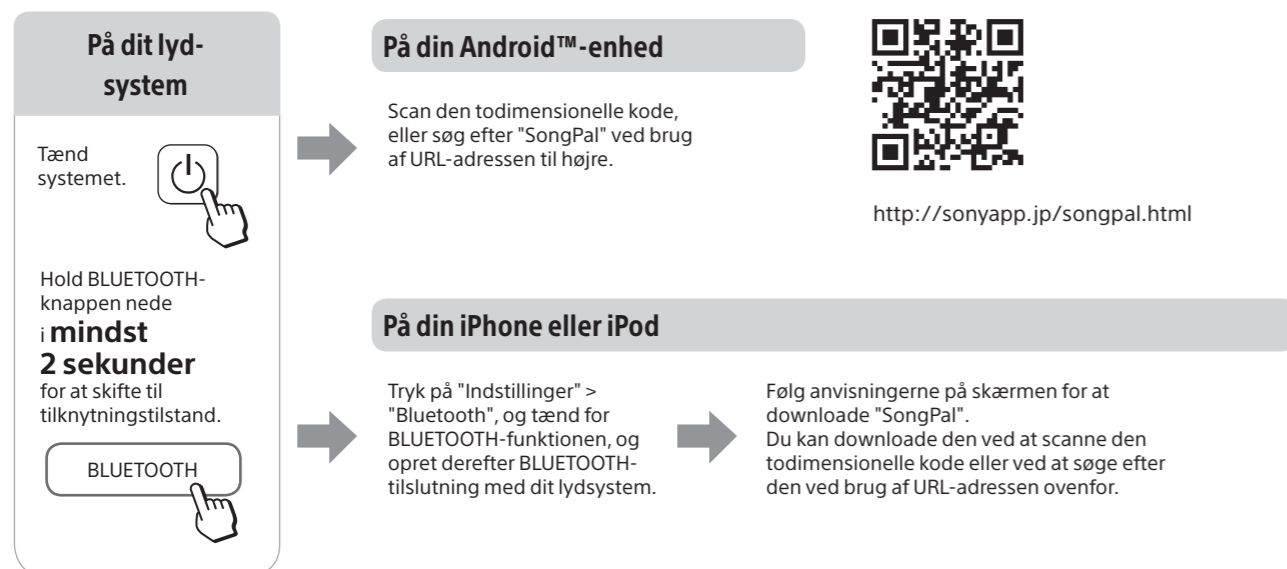 På dit lyd-
system
Tænd
systemet.
Hold BLUETOOTH-
knappen nede
i mindst
2 sekunder
for at skifte til
tilknytningstilstand.
BLUETOOTH
På din Android™-enhed
Scan den todimensionelle kode,
eller søg efter "SongPal" ved brug
af URL-adressen til højre.
http://sonyapp.jp/songpal.html
På din iPhone eller iPod
Tryk på "Indstillinger" >
"Bluetooth", og tænd for
BLUETOOTH-funktionen, og
opret derefter BLUETOOTH-
tilslutning med dit lydsystem.
Følg anvisningerne på skærmen for at
downloade "SongPal".
Du kan downloade den ved at scanne den
todimensionelle kode eller ved at søge efter
den ved brug af URL-adressen ovenfor.